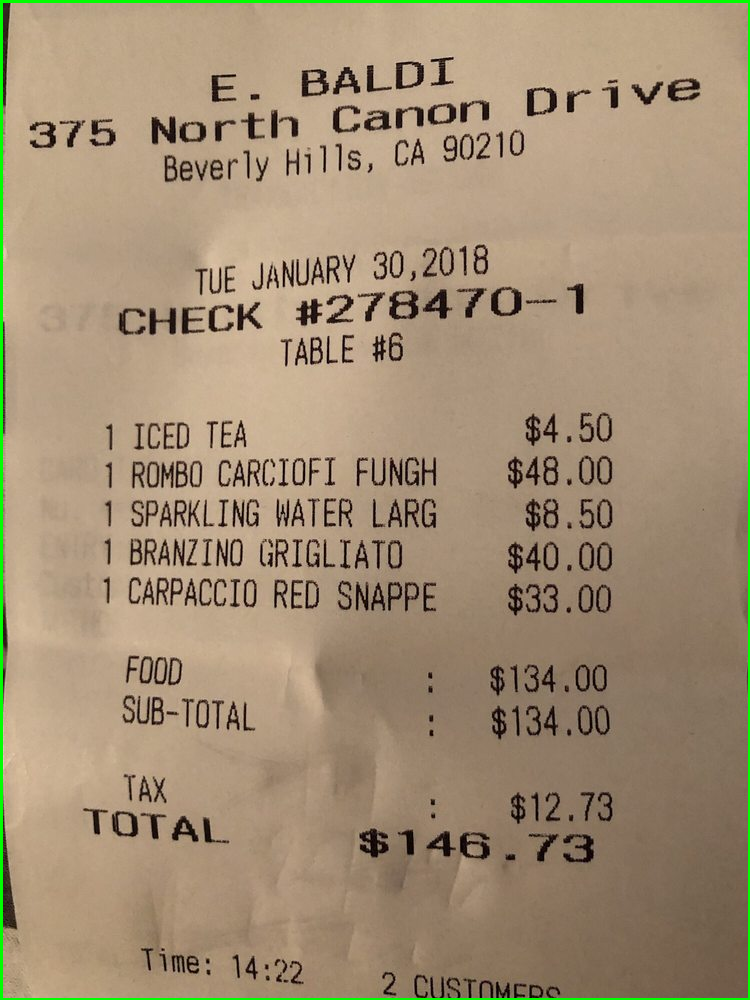 E. BALDI
375 North Canon Drive
Beverly Hills, CA 90210
TUE JANUARY 30,2018
CHECK #278470-1
TABLE #6
1 ICED TEA $4.50
1 ROMBO CARCIOFI FUNGH $48.00
1 SPARKLING WATER LARG $8.50
1 BRANZINO GRIGLIATO $40.00
1 CARPACCIO RED SNAPPE $33.00
FOOD : $134.00
SUB-TOTAL : $134.00
TAX : $12.73
TOTAL $146.73
Time: 14:22 2 CUSTOMERS